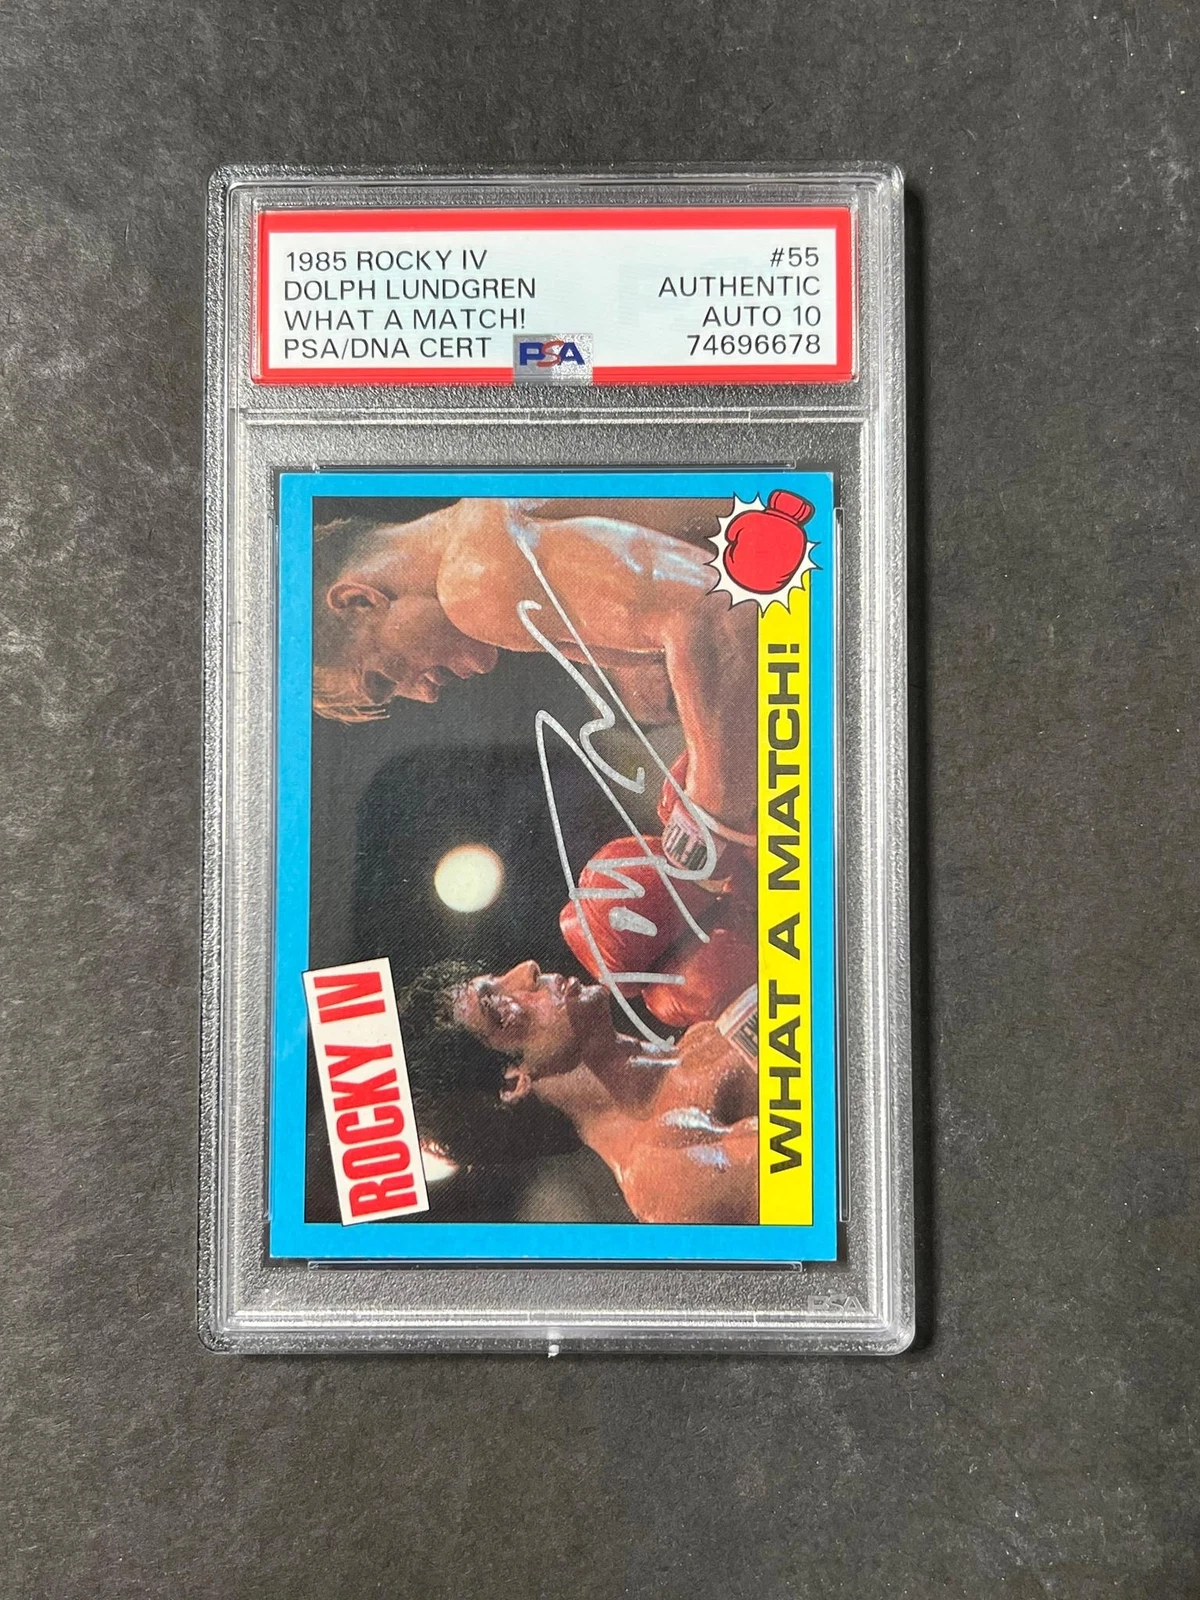 1985 ROCKY IV #55
DOLPH LUNDGREN AUTHENTIC
WHAT A MATCH! AUTO 10
PSA/DNA CERT PSA 74696678
ROCKY IV
WHAT A MATCH!
PSA